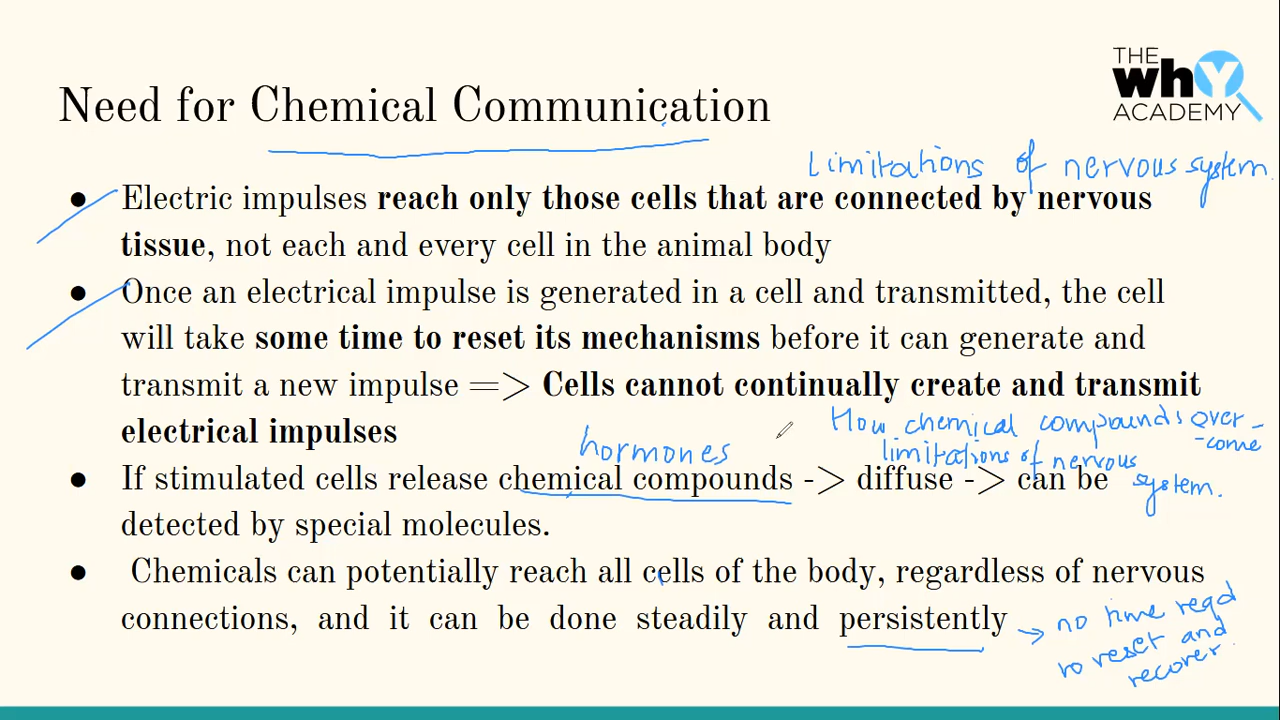 THE
whY
ACADEMY
Need for Chemical Communication
Limitations of nervous system.
● Electric impulses reach only those cells that are connected by nervous
tissue, not each and every cell in the animal body
● Once an electrical impulse is generated in a cell and transmitted, the cell
will take some time to reset its mechanisms before it can generate and
transmit a new impulse => Cells cannot continually create and transmit
electrical impulses
How chemical compounds over-
-come
limitations of nervous
system.
hormones
● If stimulated cells release chemical compounds -> diffuse -> can be
detected by special molecules.
● Chemicals can potentially reach all cells of the body, regardless of nervous
connections, and it can be done steadily and persistently
→ no time reqd
to reset and
recover.